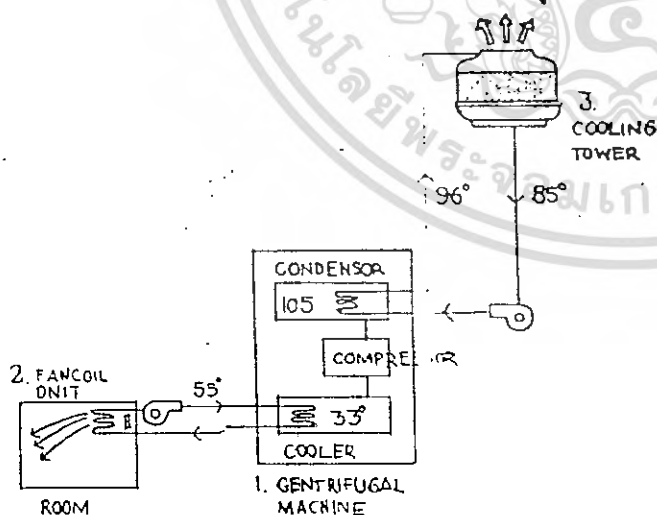 3.
COOLING
TOWER
96°
85°
CONDENSOR
105
COMPRE
33°
COOLER
55°
2. FANCOIL
UNIT
ROOM
1. GENTRIFUGAL
MACHINE